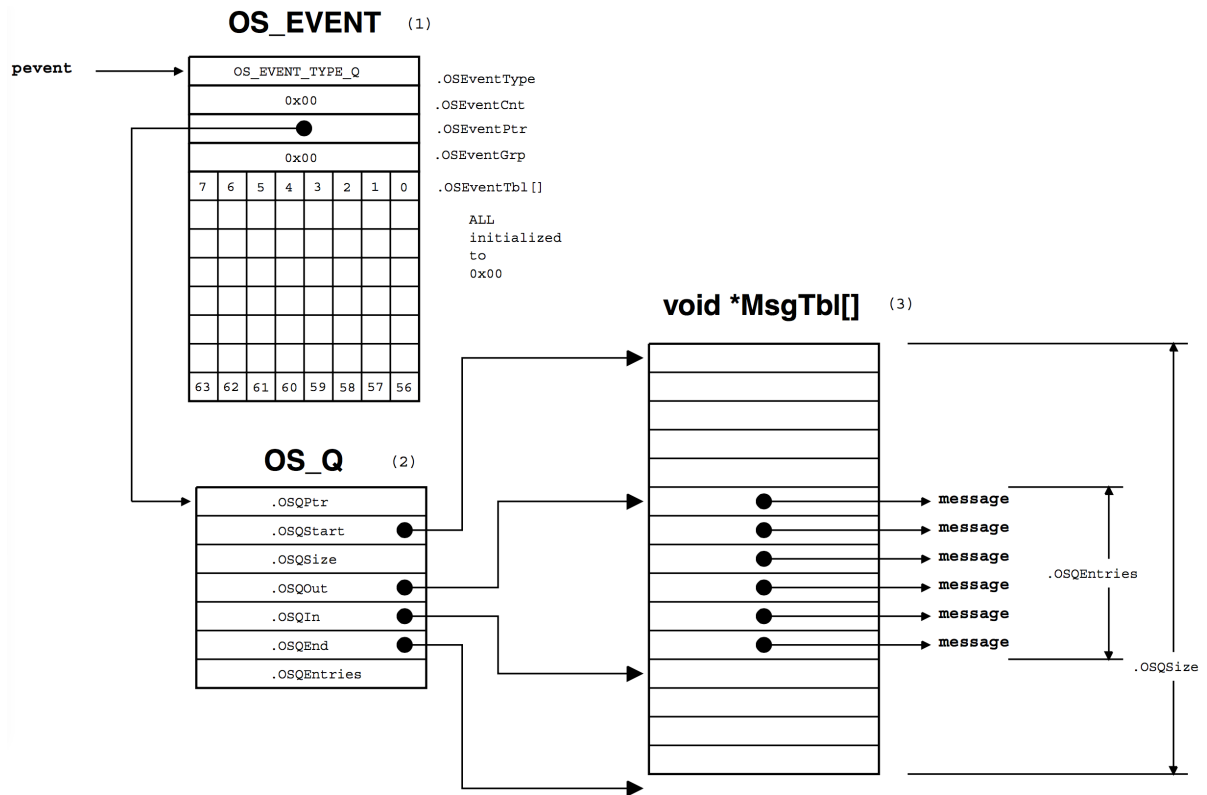 OS_EVENT (1)
pevent
OS_EVENT_TYPE_Q
.OSEventType
0x00
.OSEventCnt
.OSEventPtr
0x00
.OSEventGrp
7 6 5 4 3 2 1 0
.OSEventTbl[]
ALL
initialized
to
0x00
63 62 61 60 59 58 57 56
void *MsgTbl[] (3)
OS_Q (2)
.OSQPtr
.OSQStart
.OSQSize
.OSQOut
.OSQIn
.OSQEnd
.OSQEntries
message
message
message
message
message
message
.OSQEntries
.OSQSize